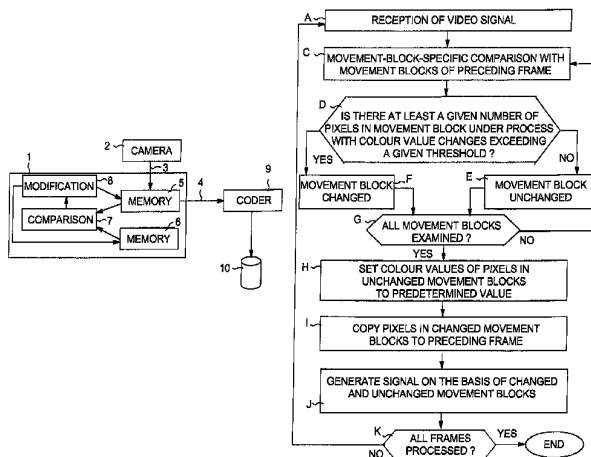 2
CAMERA
1
3
MODIFICATION
8
5
MEMORY
4
9
CODER
COMPARISON
7
6
MEMORY
10
A
RECEPTION OF VIDEO SIGNAL
C
MOVEMENT-BLOCK-SPECIFIC COMPARISON WITH
MOVEMENT BLOCKS OF PRECEDING FRAME
D
IS THERE AT LEAST A GIVEN NUMBER OF
PIXELS IN MOVEMENT BLOCK UNDER PROCESS
WITH COLOUR VALUE CHANGES EXCEEDING
A GIVEN THRESHOLD ?
YES
NO
F
MOVEMENT BLOCK
CHANGED
E
MOVEMENT BLOCK
UNCHANGED
G
ALL MOVEMENT BLOCKS
EXAMINED ?
NO
YES
H
SET COLOUR VALUES OF PIXELS IN
UNCHANGED MOVEMENT BLOCKS
TO PREDETERMINED VALUE
I
COPY PIXELS IN CHANGED MOVEMENT
BLOCKS TO PRECEDING FRAME
GENERATE SIGNAL ON THE BASIS OF CHANGED
AND UNCHANGED MOVEMENT BLOCKS
J
K
ALL FRAMES
PROCESSED ?
YES
END
NO